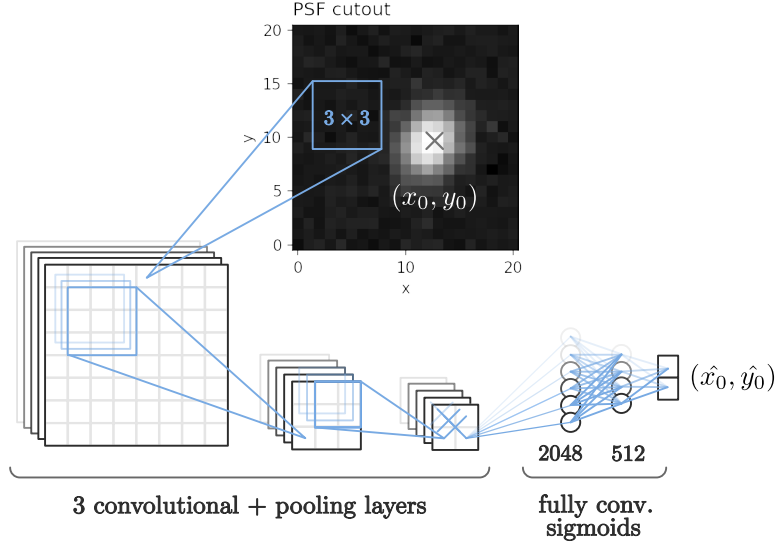 PSF cutout
20
15
10
5
0
y
3 × 3
(x₀, y₀)
0 10 20
x
(x̂₀, ŷ₀)
2048 512
3 convolutional + pooling layers
fully conv.
sigmoids